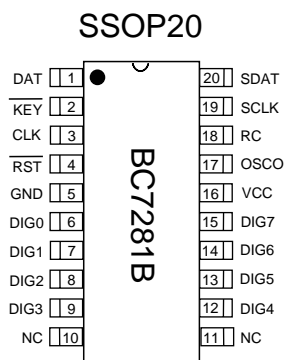 SSOP20
DAT 1 20 SDAT
KEY 2 19 SCLK
CLK 3 18 RC
RST 4 17 OSCO
GND 5 16 VCC
DIG0 6 15 DIG7
DIG1 7 14 DIG6
DIG2 8 13 DIG5
DIG3 9 12 DIG4
NC 10 11 NC
BC7281B